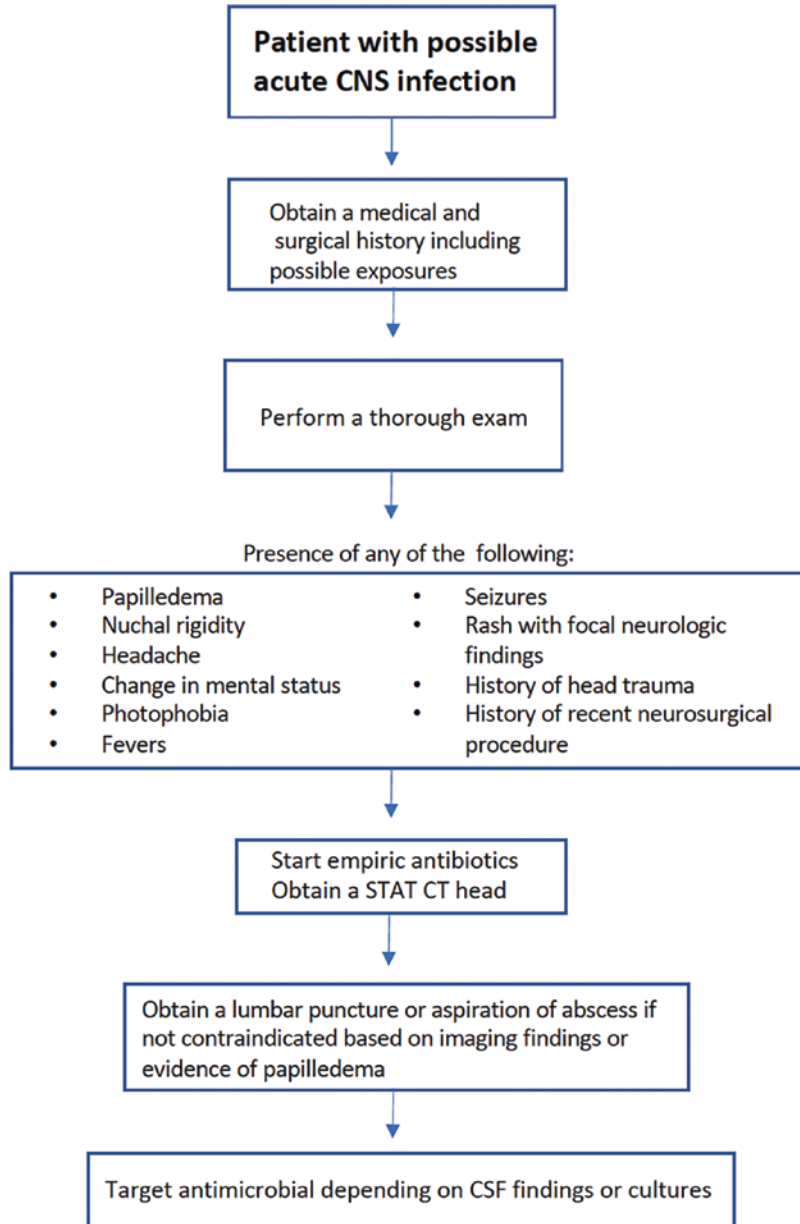 Patient with possible
acute CNS infection
Obtain a medical and
surgical history including
possible exposures
Perform a thorough exam
Presence of any of the following:
• Papilledema
• Nuchal rigidity
• Headache
• Change in mental status
• Photophobia
• Fevers
• Seizures
• Rash with focal neurologic
findings
• History of head trauma
• History of recent neurosurgical
procedure
Start empiric antibiotics
Obtain a STAT CT head
Obtain a lumbar puncture or aspiration of abscess if
not contraindicated based on imaging findings or
evidence of papilledema
Target antimicrobial depending on CSF findings or cultures